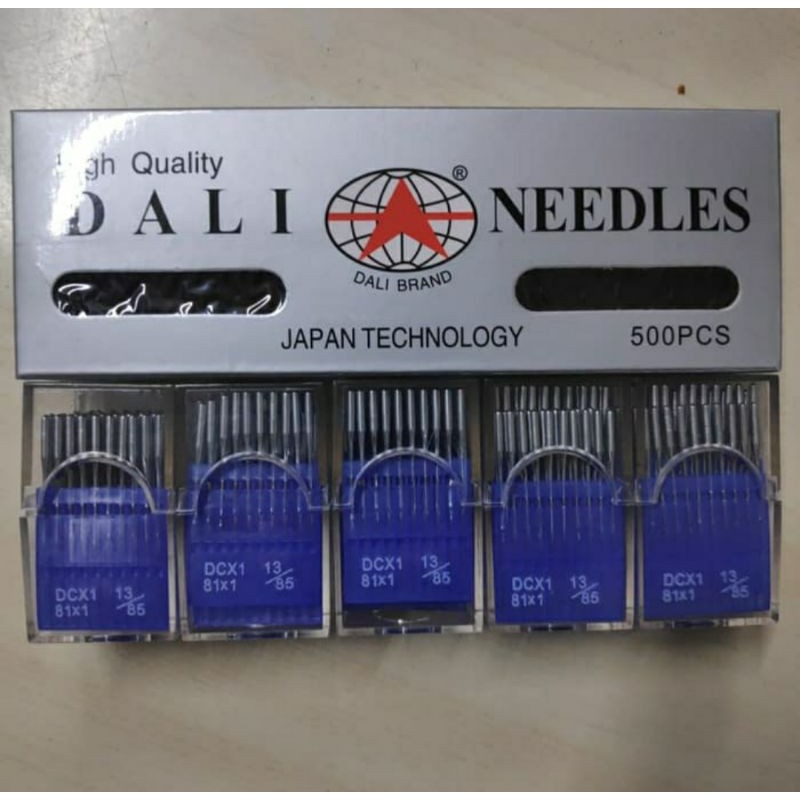 High Quality
DALI NEEDLES
®
DALI BRAND
JAPAN TECHNOLOGY 500PCS
DCX1 13/85
81x1
DCX1 13/85
81x1
DCX1 13/85
81x1
DCX1 13/85
81x1
DCX1 13/85
81x1